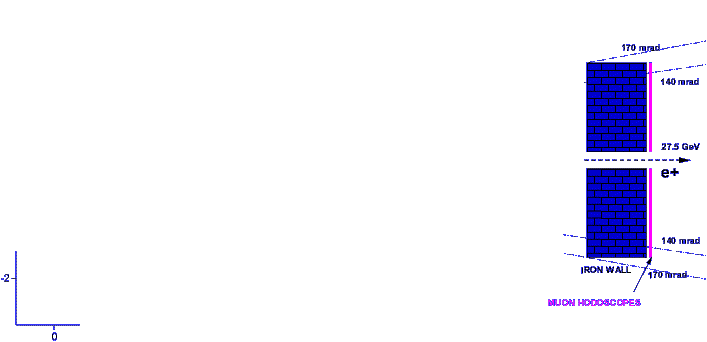 170 mrad
140 mrad
27.5 GeV
e+
140 mrad
IRON WALL
170 mrad
-2
MUON HODOSCOPES
0